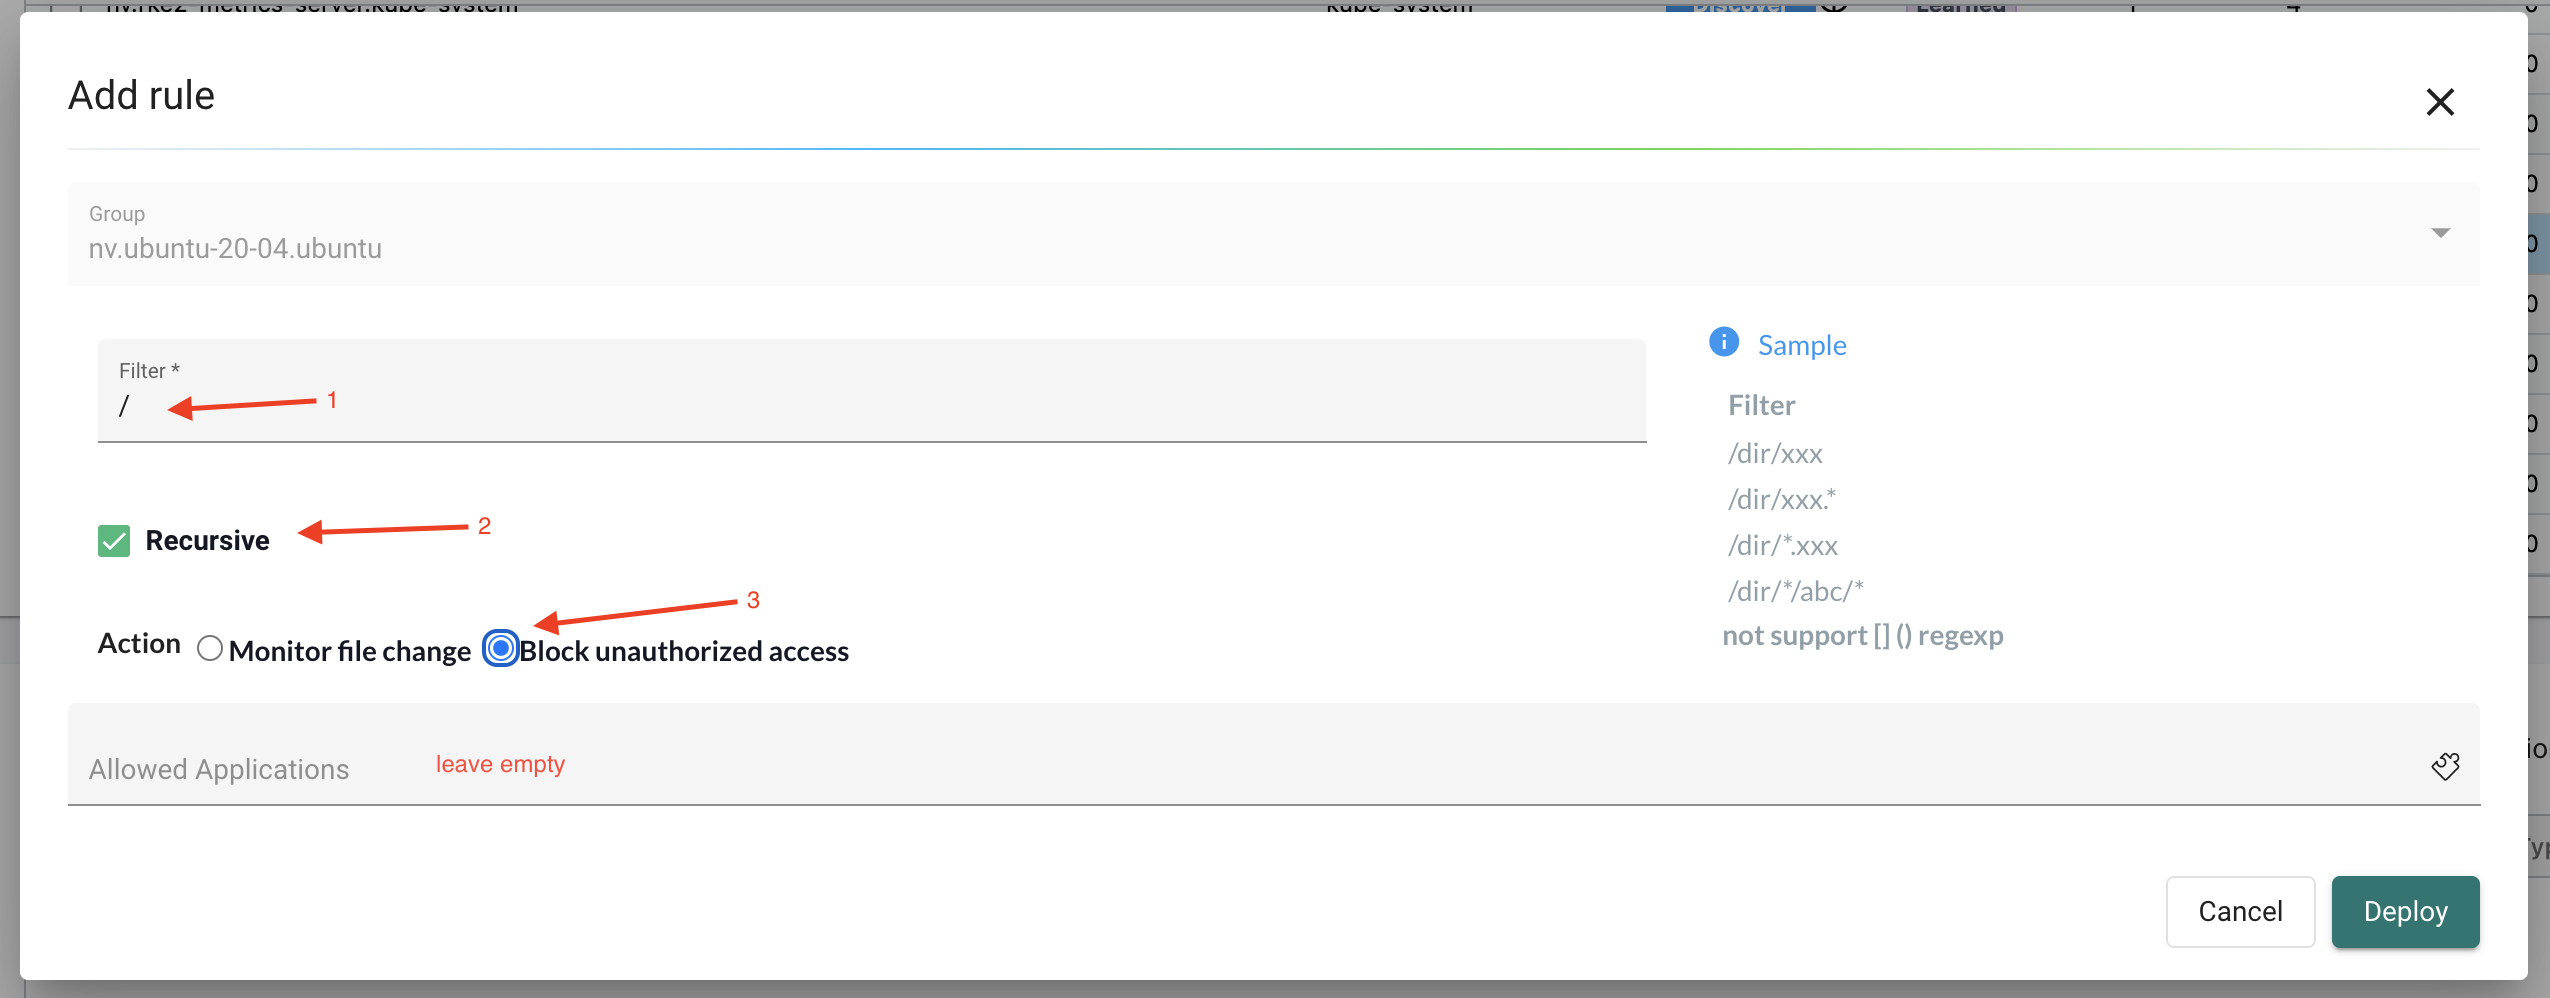 Add rule
Group
nv.ubuntu-20-04.ubuntu
Filter *
/
1
Recursive
2
Action
Monitor file change
Block unauthorized access
3
Sample
Filter
/dir/xxx
/dir/xxx.*
/dir/*.xxx
/dir/*/abc/*
not support [] () regexp
Allowed Applications
leave empty
Cancel
Deploy